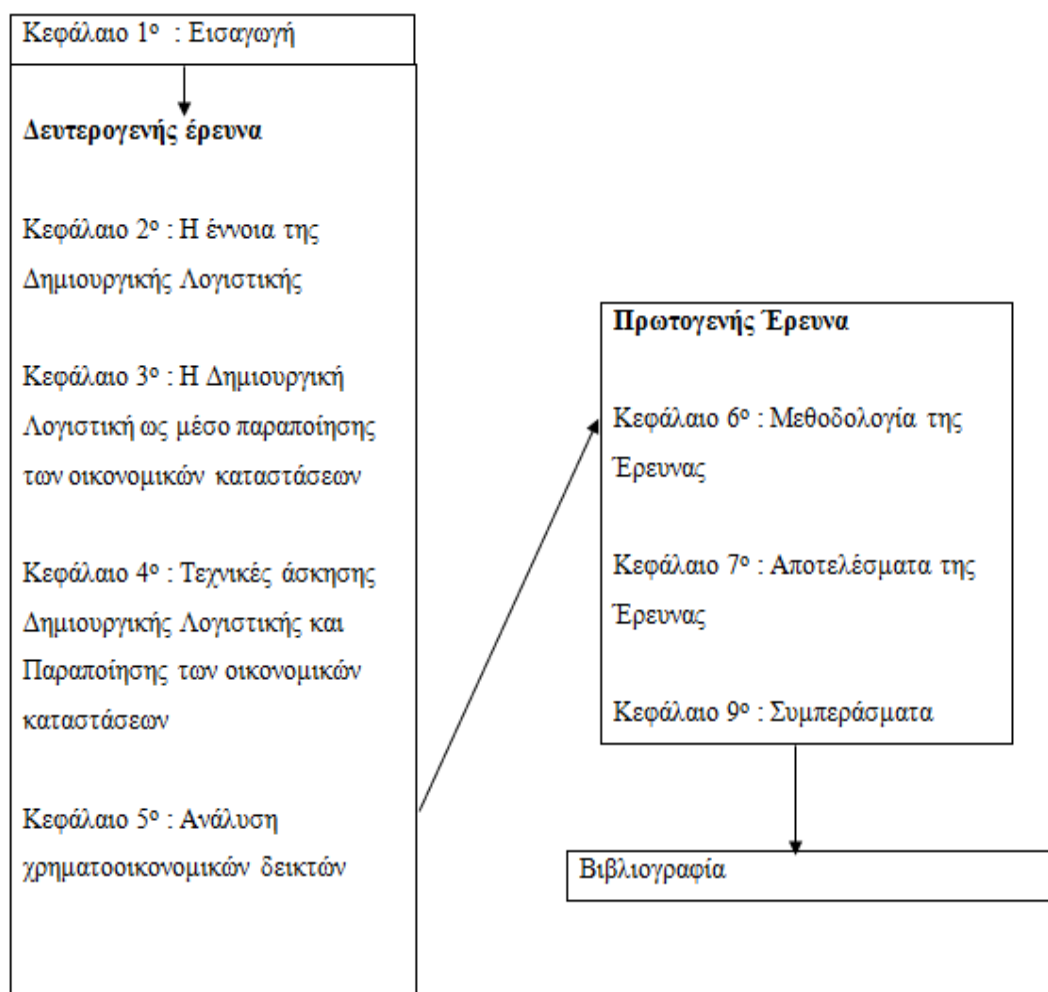 Κεφάλαιο 1ο : Εισαγωγή
Δευτερογενής έρευνα
Κεφάλαιο 2ο : Η έννοια της
Δημιουργικής Λογιστικής
Κεφάλαιο 3ο : Η Δημιουργική
Λογιστική ως μέσο παραποίησης
των οικονομικών καταστάσεων
Κεφάλαιο 4ο : Τεχνικές άσκησης
Δημιουργικής Λογιστικής και
Παραποίησης των οικονομικών
καταστάσεων
Κεφάλαιο 5ο : Ανάλυση
χρηματοοικονομικών δεικτών
Πρωτογενής Έρευνα
Κεφάλαιο 6ο : Μεθοδολογία της
Έρευνας
Κεφάλαιο 7ο : Αποτελέσματα της
Έρευνας
Κεφάλαιο 9ο : Συμπεράσματα
Βιβλιογραφία